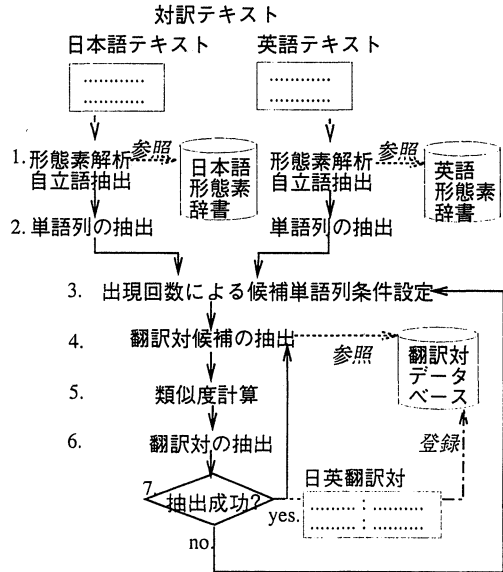 対訳テキスト
日本語テキスト
英語テキスト
............
............
............
............
1. 形態素解析
自立語抽出
参照
日本語
形態素
辞書
形態素解析
自立語抽出
参照
英語
形態素
辞書
2. 単語列の抽出
単語列の抽出
3. 出現回数による候補単語列条件設定
4. 翻訳対候補の抽出
参照
翻訳対
データ
ベース
5. 類似度計算
6. 翻訳対の抽出
登録
7. 抽出成功?
yes.
no.
日英翻訳対
......... : .........
......... : .........